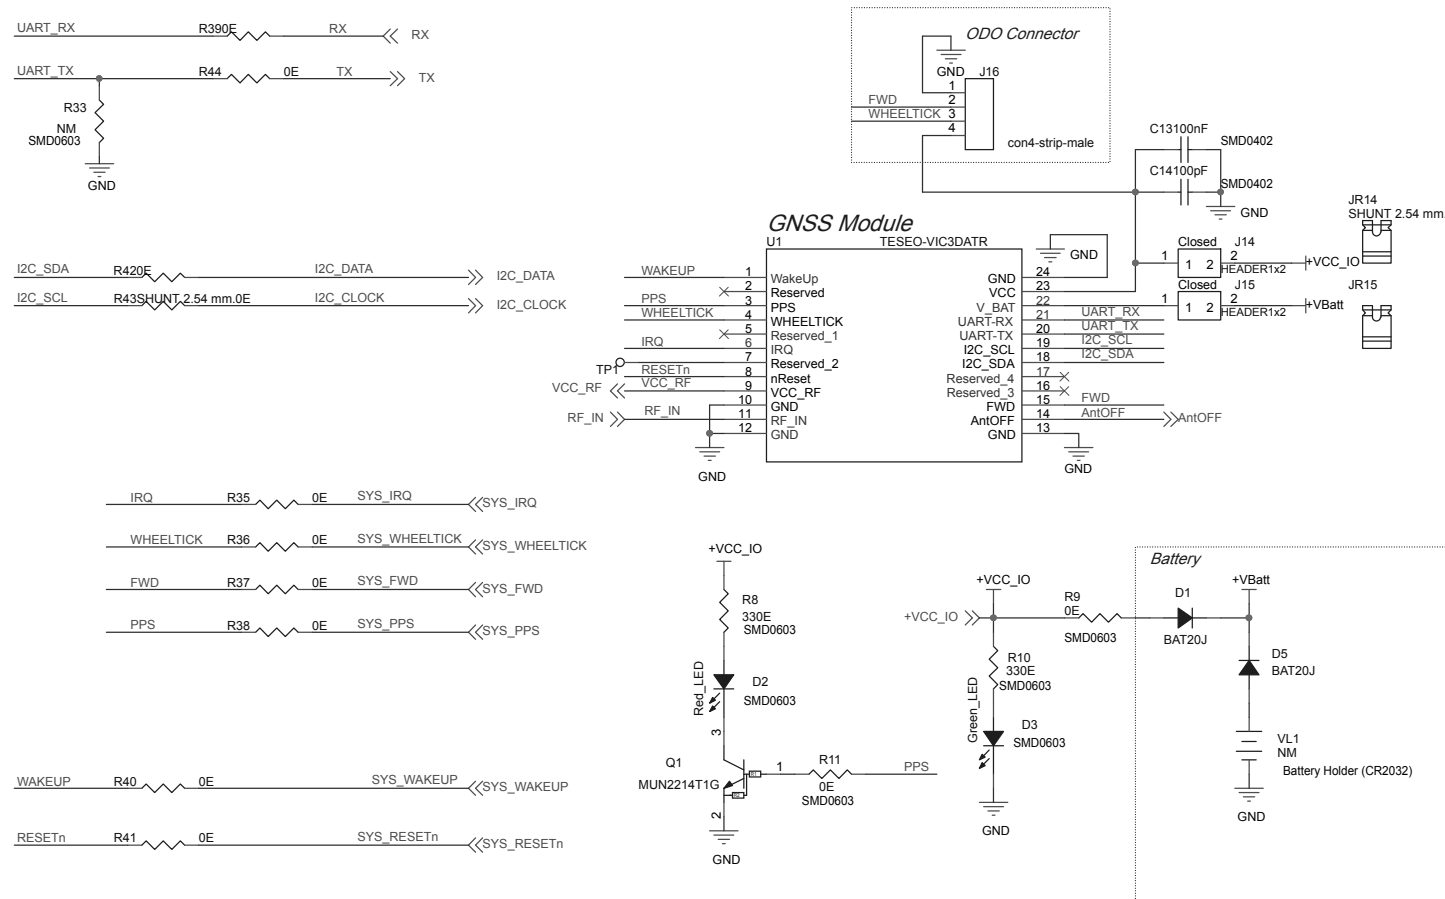 UART_RX R390E RX RX
UART_TX R44 0E TX TX
R33
NM
SMD0603
GND
I2C_SDA R420E I2C_DATA I2C_DATA
I2C_SCL R43SHUNT 2.54 mm.0E I2C_CLOCK I2C_CLOCK
ODO Connector
GND J16
1
FWD 2
WHEELTICK 3
4
con4-strip-male
C13100nF
SMD0402
C14100pF
SMD0402
GND
JR14
SHUNT 2.54 mm.
GNSS Module
U1 TESEO-VIC3DATR
GND
WAKEUP 1 WakeUp
2 Reserved
PPS 3 PPS
WHEELTICK 4 WHEELTICK
5 Reserved_1
IRQ 6 IRQ
TP1 7 Reserved_2
RESETn 8 nReset
VCC_RF VCC_RF 9 VCC_RF
10 GND
RF_IN RF_IN 11 RF_IN
12 GND
GND
GND 24
VCC 23
V_BAT 22
UART-RX 21 UART_RX
UART-TX 20 UART_TX
I2C_SCL 19 I2C_SCL
I2C_SDA 18 I2C_SDA
Reserved_4 17
Reserved_3 16
FWD 15 FWD
AntOFF 14 AntOFF AntOFF
GND 13
GND
Closed J14
1 1 2 2 +VCC_IO
HEADER1x2
Closed J15 JR15
1 1 2 2 +VBatt
HEADER1x2
IRQ R35 0E SYS_IRQ SYS_IRQ
WHEELTICK R36 0E SYS_WHEELTICK SYS_WHEELTICK
FWD R37 0E SYS_FWD SYS_FWD
PPS R38 0E SYS_PPS SYS_PPS
WAKEUP R40 0E SYS_WAKEUP SYS_WAKEUP
RESETn R41 0E SYS_RESETn SYS_RESETn
+VCC_IO
R8
330E
SMD0603
Red_LED
D2
SMD0603
3
Q1
MUN2214T1G
1 R11 PPS
0E
SMD0603
2
GND
+VCC_IO
+VCC_IO
R10
330E
SMD0603
Green_LED
D3
SMD0603
GND
R9
0E
SMD0603
Battery
D1
BAT20J
+VBatt
D5
BAT20J
VL1
NM
Battery Holder (CR2032)
GND